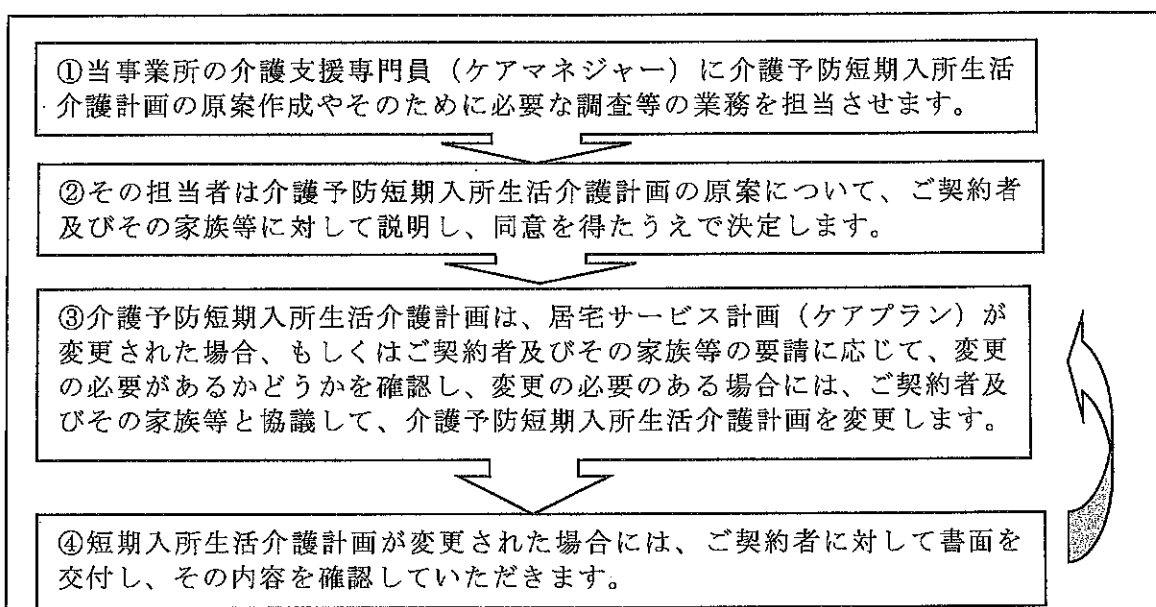 ①当事業所の介護支援専門員（ケアマネジャー）に介護予防短期入所生活
介護計画の原案作成やそのために必要な調査等の業務を担当させます。
②その担当者は介護予防短期入所生活介護計画の原案について、ご契約者
及びその家族等に対して説明し、同意を得たうえで決定します。
③介護予防短期入所生活介護計画は、居宅サービス計画（ケアプラン）が
変更された場合、もしくはご契約者及びその家族等の要請に応じて、変更
の必要があるかどうかを確認し、変更の必要のある場合には、ご契約者及
びその家族等と協議して、介護予防短期入所生活介護計画を変更します。
④短期入所生活介護計画が変更された場合には、ご契約者に対して書面を
交付し、その内容を確認していただきます。